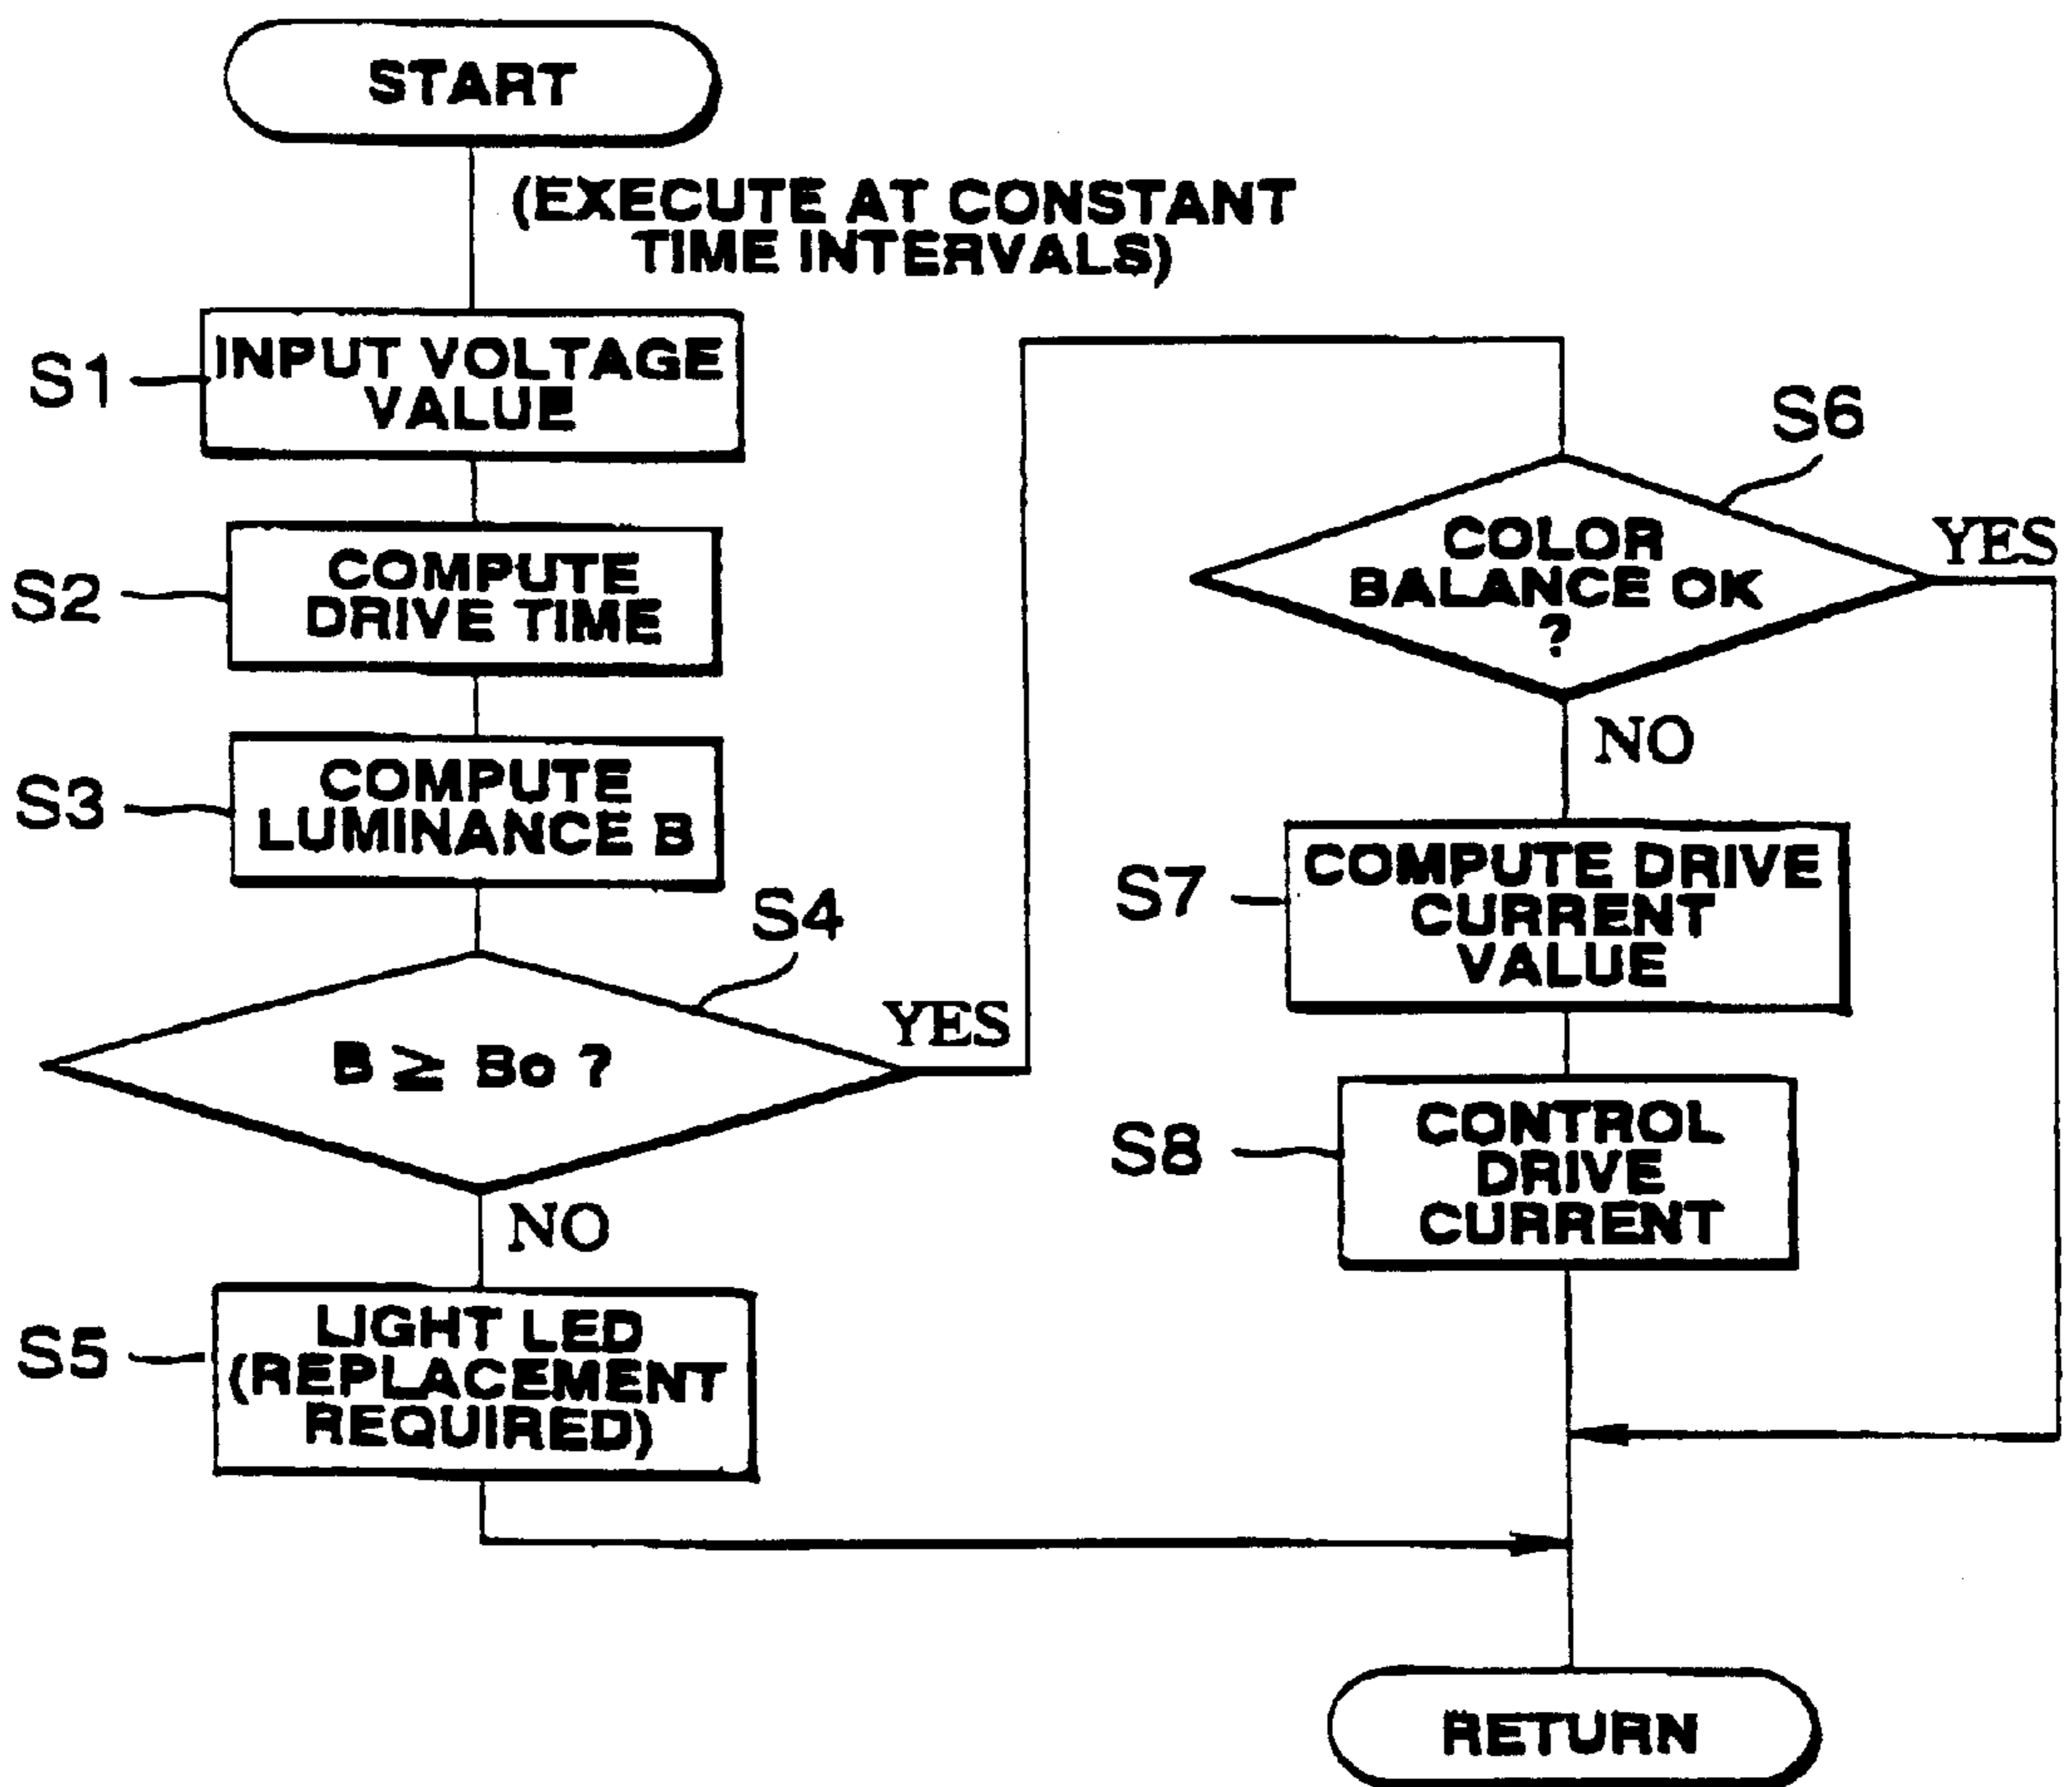 START
(EXECUTE AT CONSTANT
TIME INTERVALS)
S1
INPUT VOLTAGE
VALUE
S2
COMPUTE
DRIVE TIME
S3
COMPUTE
LUMINANCE B
S4
B ≧ Bo ?
YES
NO
S5
LIGHT LED
(REPLACEMENT
REQUIRED)
S6
COLOR
BALANCE OK
?
YES
NO
S7
COMPUTE DRIVE
CURRENT
VALUE
S8
CONTROL
DRIVE
CURRENT
RETURN